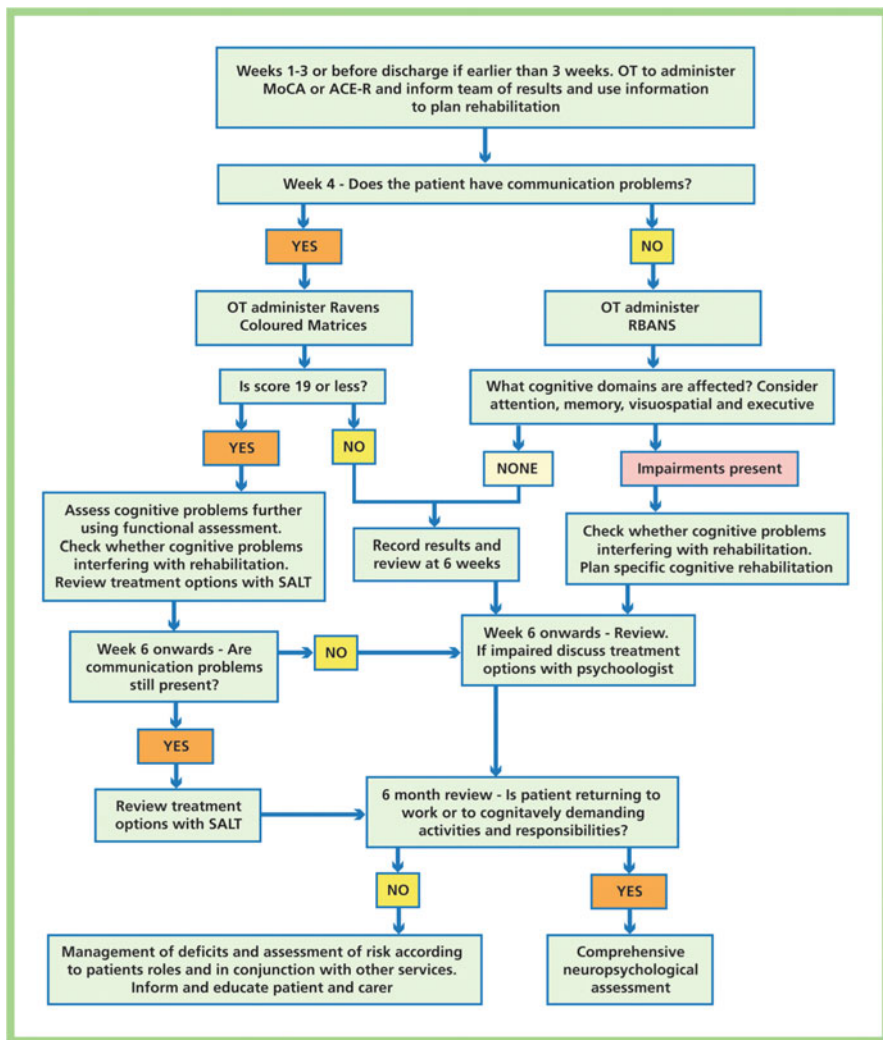 Weeks 1-3 or before discharge if earlier than 3 weeks. OT to administer
MoCA or ACE-R and inform team of results and use information
to plan rehabilitation
Week 4 - Does the patient have communication problems?
YES
NO
OT administer Ravens
Coloured Matrices
OT administer
RBANS
Is score 19 or less?
What cognitive domains are affected? Consider
attention, memory, visuospatial and executive
YES
NO
NONE
Impairments present
Assess cognitive problems further
using functional assessment.
Check whether cognitive problems
interfering with rehabilitation.
Review treatment options with SALT
Record results and
review at 6 weeks
Check whether cognitive problems
interfering with rehabilitation.
Plan specific cognitive rehabilitation
Week 6 onwards - Are
communication problems
still present?
NO
Week 6 onwards - Review.
If impaired discuss treatment
options with psychoologist
YES
Review treatment
options with SALT
6 month review - Is patient returning to
work or to cognitavely demanding
activities and responsibilities?
NO
YES
Management of deficits and assessment of risk according
to patients roles and in conjunction with other services.
Inform and educate patient and carer
Comprehensive
neuropsychological
assessment